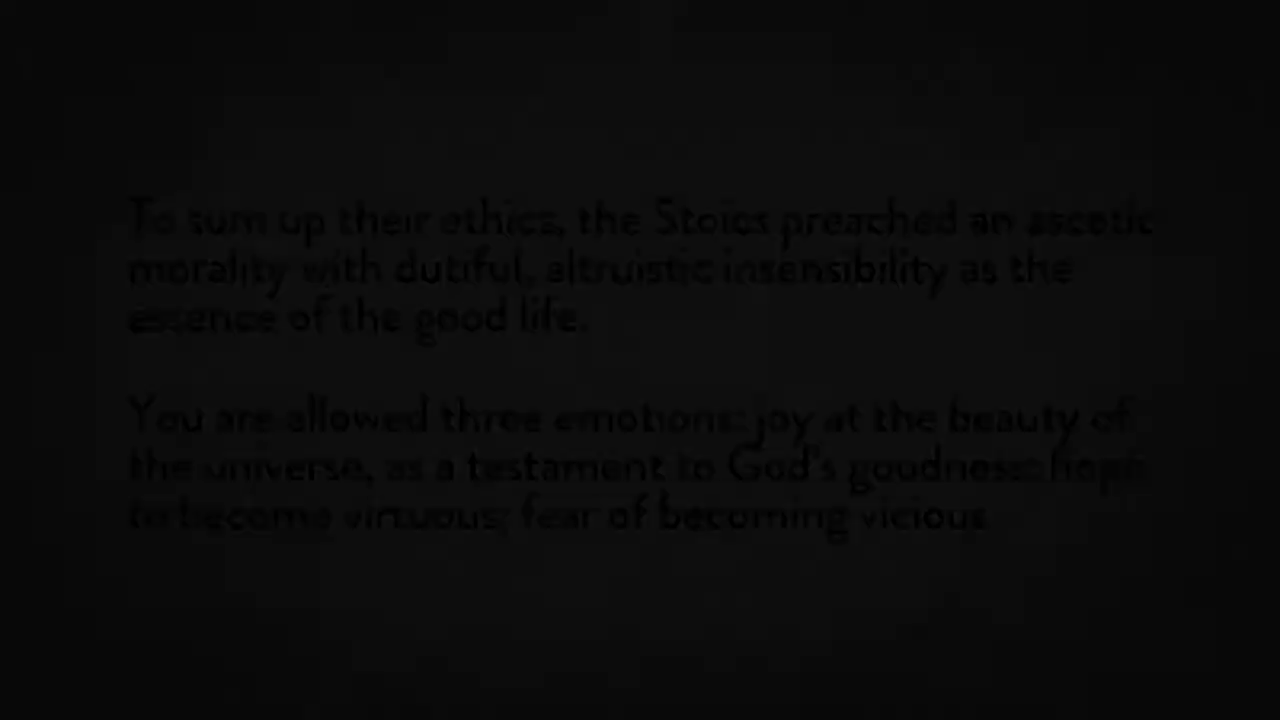 To sum up their ethics, the Stoics preached an ascetic
morality with dutiful, altruistic insensibility as the
essence of the good life.
You are allowed three emotions: joy at the beauty of
the universe, as a testament to God's goodness; hope
to become virtuous; fear of becoming vicious